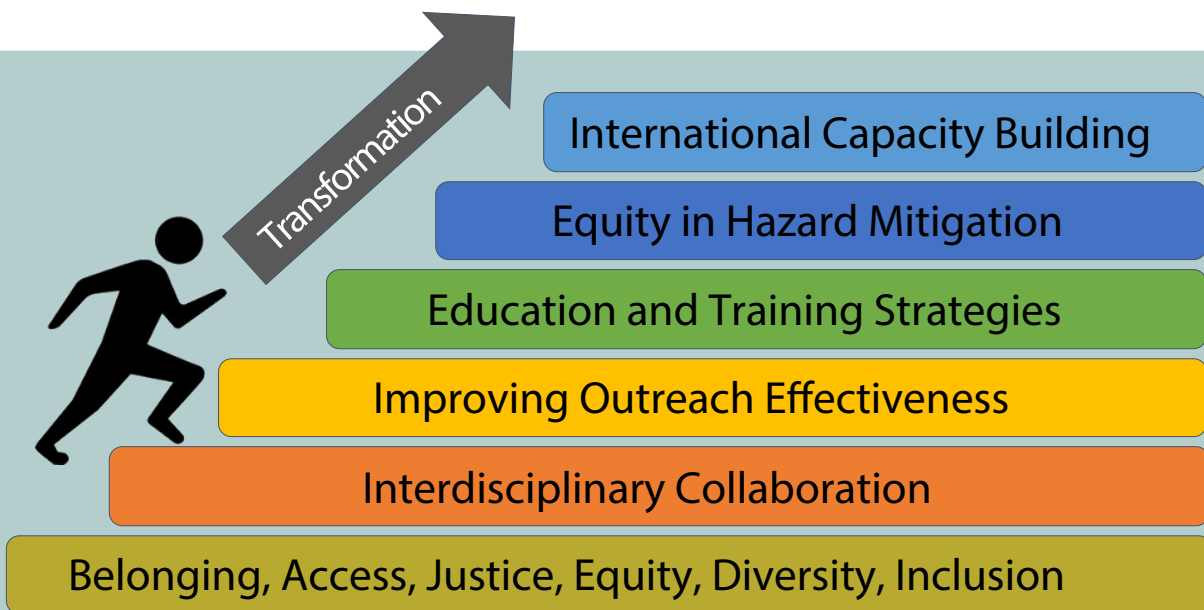 Transformation
International Capacity Building
Equity in Hazard Mitigation
Education and Training Strategies
Improving Outreach Effectiveness
Interdisciplinary Collaboration
Belonging, Access, Justice, Equity, Diversity, Inclusion